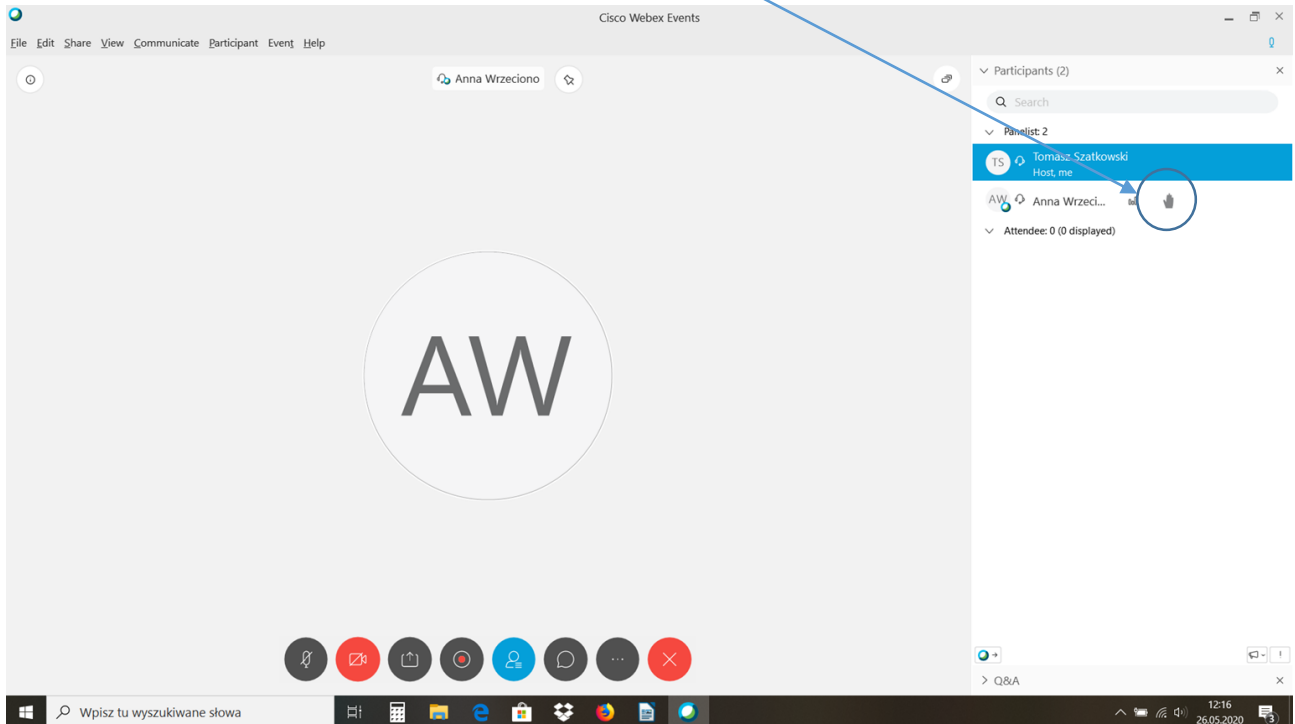 Cisco Webex Events
File Edit Share View Communicate Participant Event Help
Anna Wrzeciono
Participants (2)
Search
Panelist: 2
TS Tomasz Szatkowski
Host, me
AW Anna Wrzeci...
Attendee: 0 (0 displayed)
AW
Q&A
Wpisz tu wyszukiwane słowa
12:16
26.05.2020
3